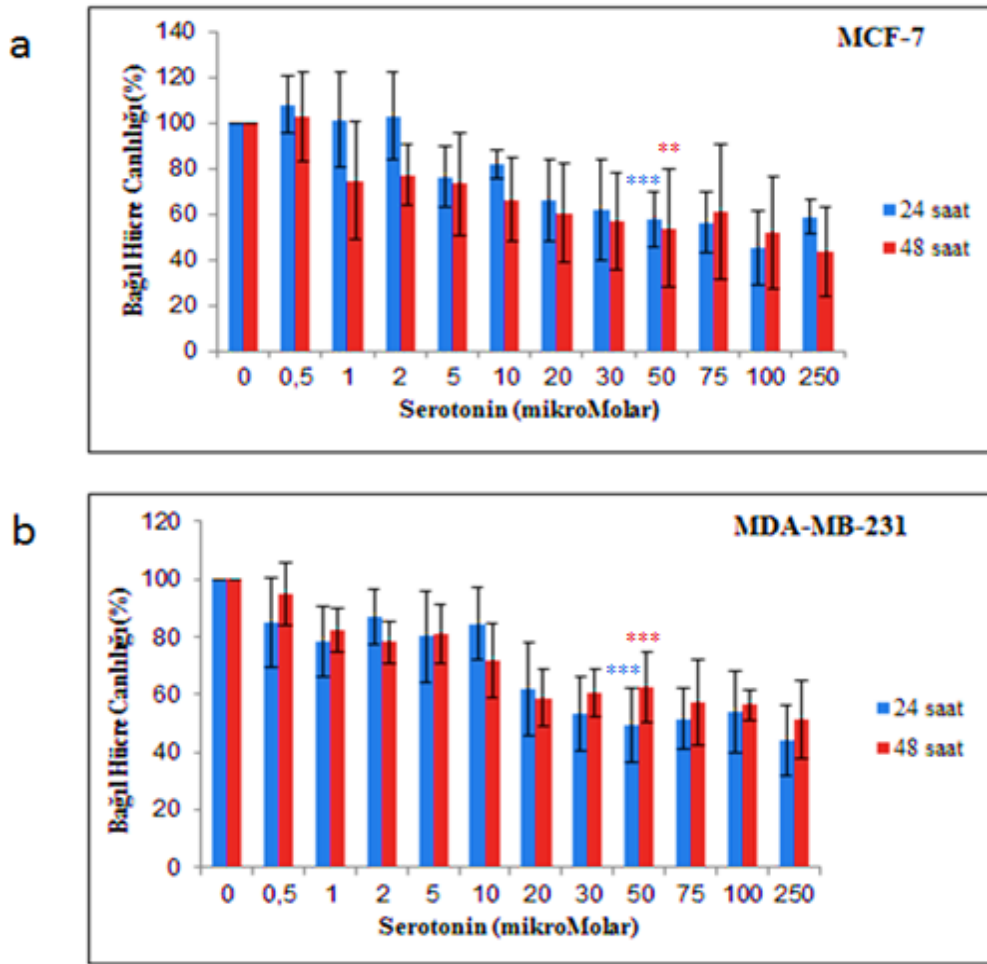 a
MCF-7
140
120
100
80
60
40
20
0
Bağıl Hücre Canlılığı(%)
**
***
24 saat
48 saat
0 0,5 1 2 5 10 20 30 50 75 100 250
Serotonin (mikroMolar)
b
MDA-MB-231
120
100
80
60
40
20
0
Bağıl Hücre Canlılığı(%)
***
***
24 saat
48 saat
0 0,5 1 2 5 10 20 30 50 75 100 250
Serotonin (mikroMolar)